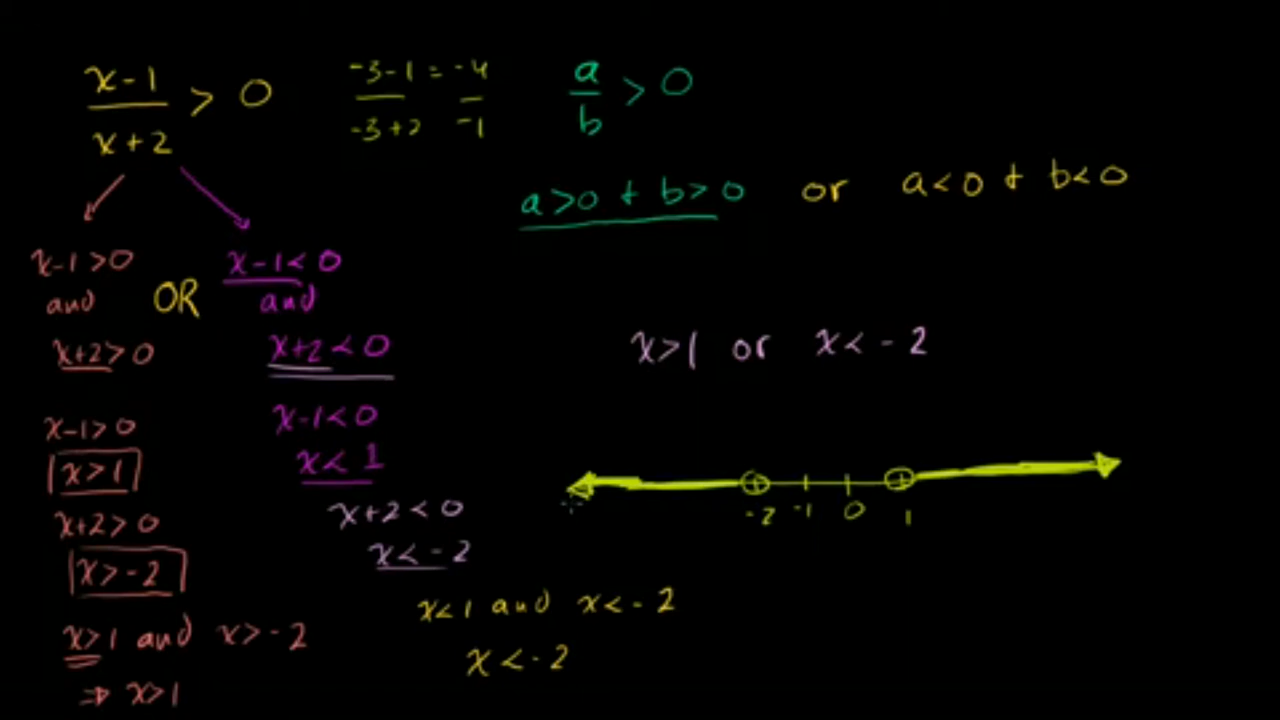 x-1 / x+2 > 0
-3-1 / -3+2 = -4 / -1
a / b > 0
a>0 + b>0 or a<0 + b<0
x-1>0
and
x+2>0
OR
x-1<0
and
x+2<0
x-1>0
x>1
x+2>0
x>-2
x>1 and x>-2
⇒ x>1
x-1<0
x<1
x+2<0
x<-2
x<1 and x<-2
x<-2
x>1 or x<-2
-2 -1 0 1